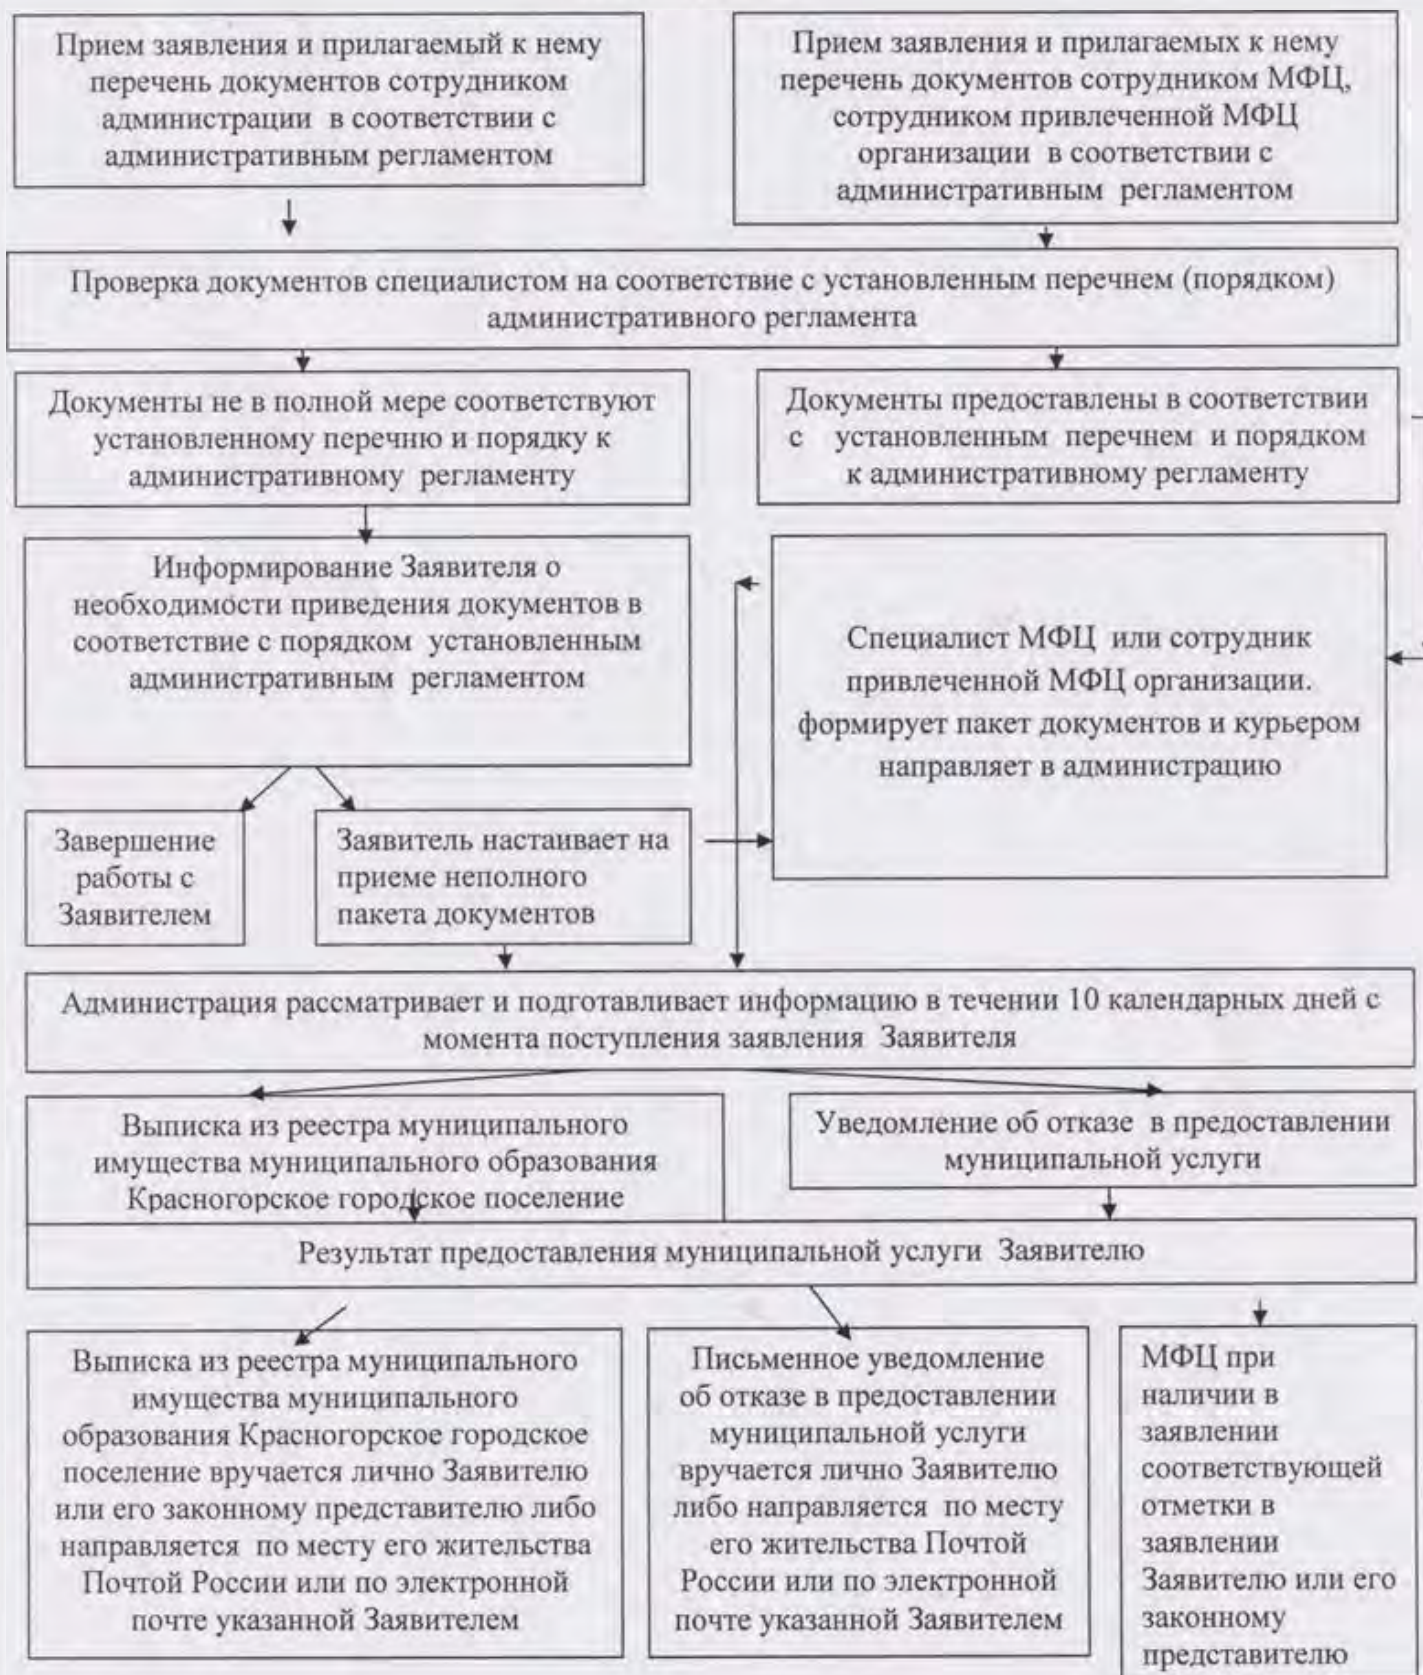 Прием заявления и прилагаемый к нему
перечень документов сотрудником
администрации в соответствии с
административным регламентом
Прием заявления и прилагаемых к нему
перечень документов сотрудником МФЦ,
сотрудником привлеченной МФЦ
организации в соответствии с
административным регламентом
Проверка документов специалистом на соответствие с установленным перечнем (порядком)
административного регламента
Документы не в полной мере соответствуют
установленному перечню и порядку к
административному регламенту
Документы предоставлены в соответствии
с установленным перечнем и порядком
к административному регламенту
Информирование Заявителя о
необходимости приведения документов в
соответствие с порядком установленным
административным регламентом
Специалист МФЦ или сотрудник
привлеченной МФЦ организации.
формирует пакет документов и курьером
направляет в администрацию
Завершение
работы с
Заявителем
Заявитель настаивает на
приеме неполного
пакета документов
Администрация рассматривает и подготавливает информацию в течении 10 календарных дней с
момента поступления заявления Заявителя
Выписка из реестра муниципального
имущества муниципального образования
Красногорское городское поселение
Уведомление об отказе в предоставлении
муниципальной услуги
Результат предоставления муниципальной услуги Заявителю
Выписка из реестра муниципального
имущества муниципального
образования Красногорское городское
поселение вручается лично Заявителю
или его законному представителю либо
направляется по месту его жительства
Почтой России или по электронной
почте указанной Заявителем
Письменное уведомление
об отказе в предоставлении
муниципальной услуги
вручается лично Заявителю
либо направляется по месту
его жительства Почтой
России или по электронной
почте указанной Заявителем
МФЦ при
наличии в
заявлении
соответствующей
отметки в
заявлении
Заявителю или его
законному
представителю